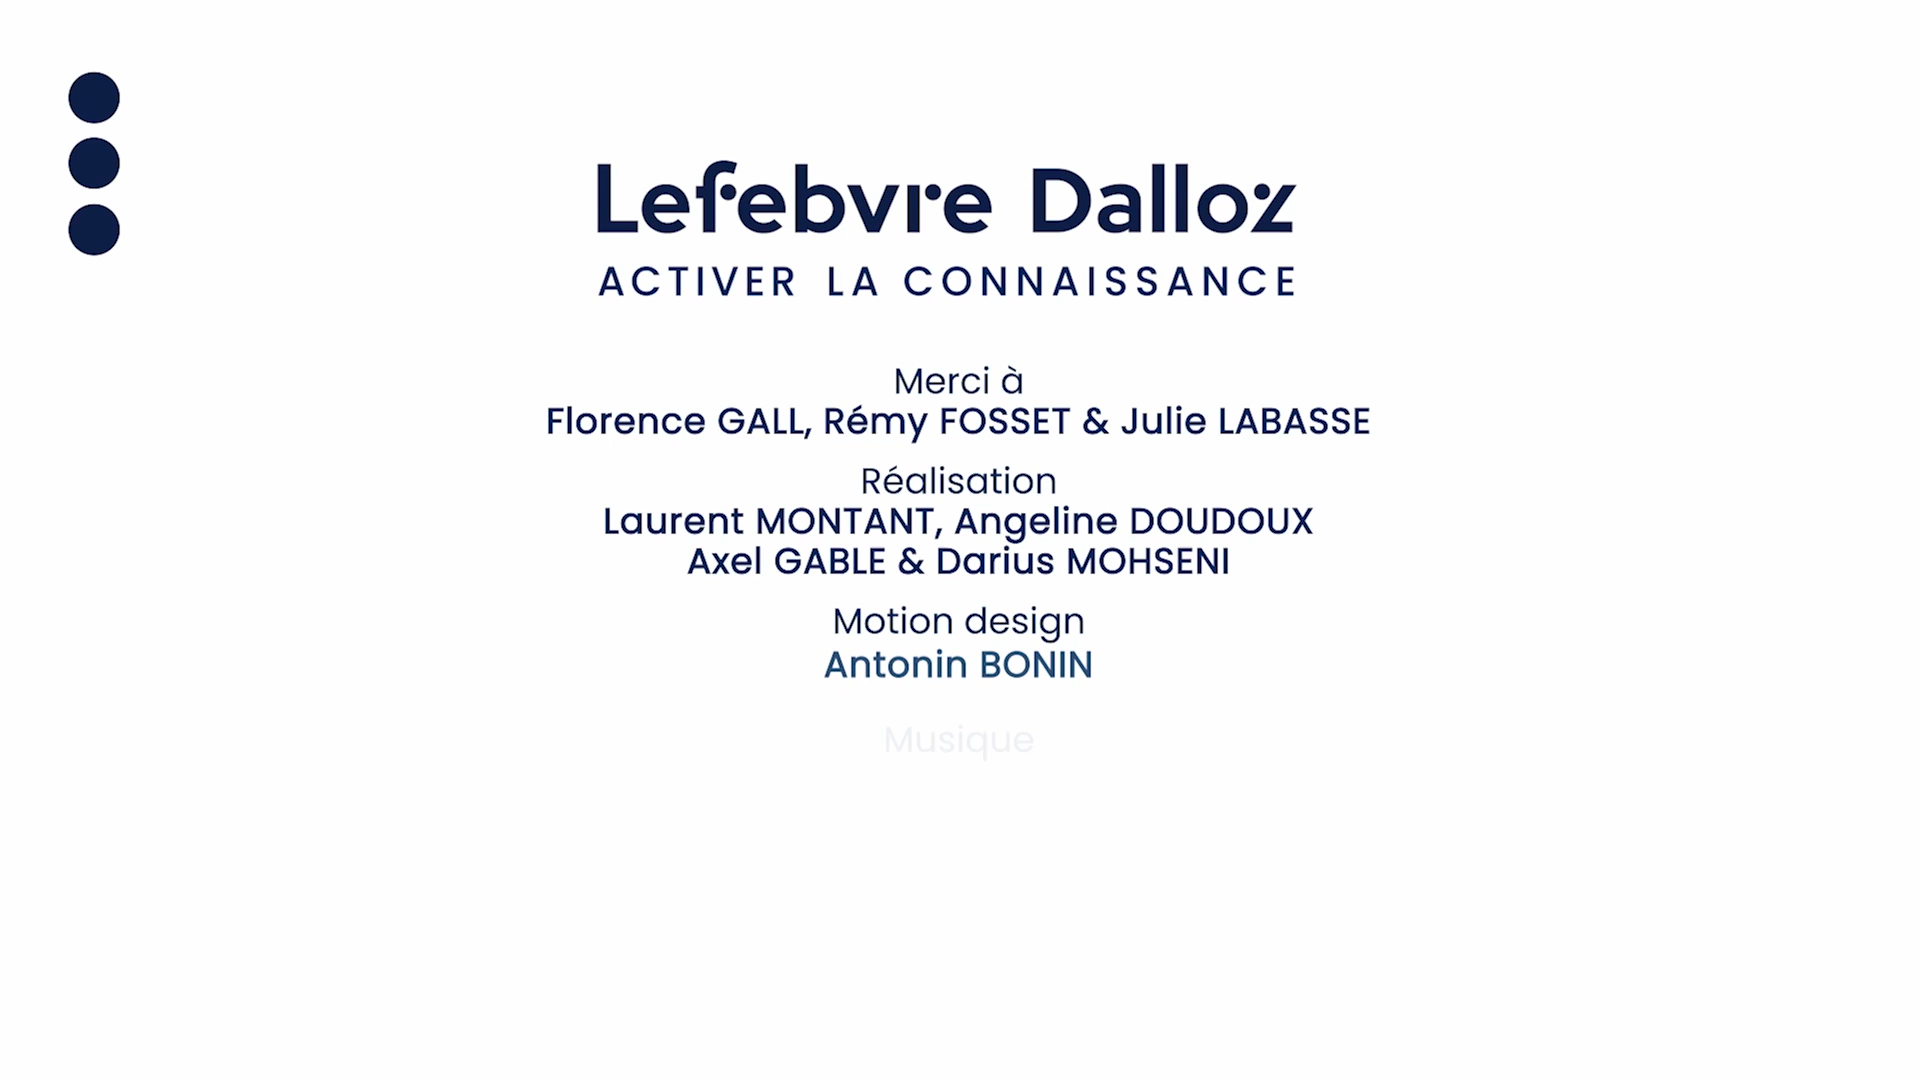 Lefebvre Dalloz
ACTIVER LA CONNAISSANCE
Merci à
Florence GALL, Rémy FOSSET & Julie LABASSE
Réalisation
Laurent MONTANT, Angeline DOUDOUX
Axel GABLE & Darius MOHSENI
Motion design
Antonin BONIN
Musique